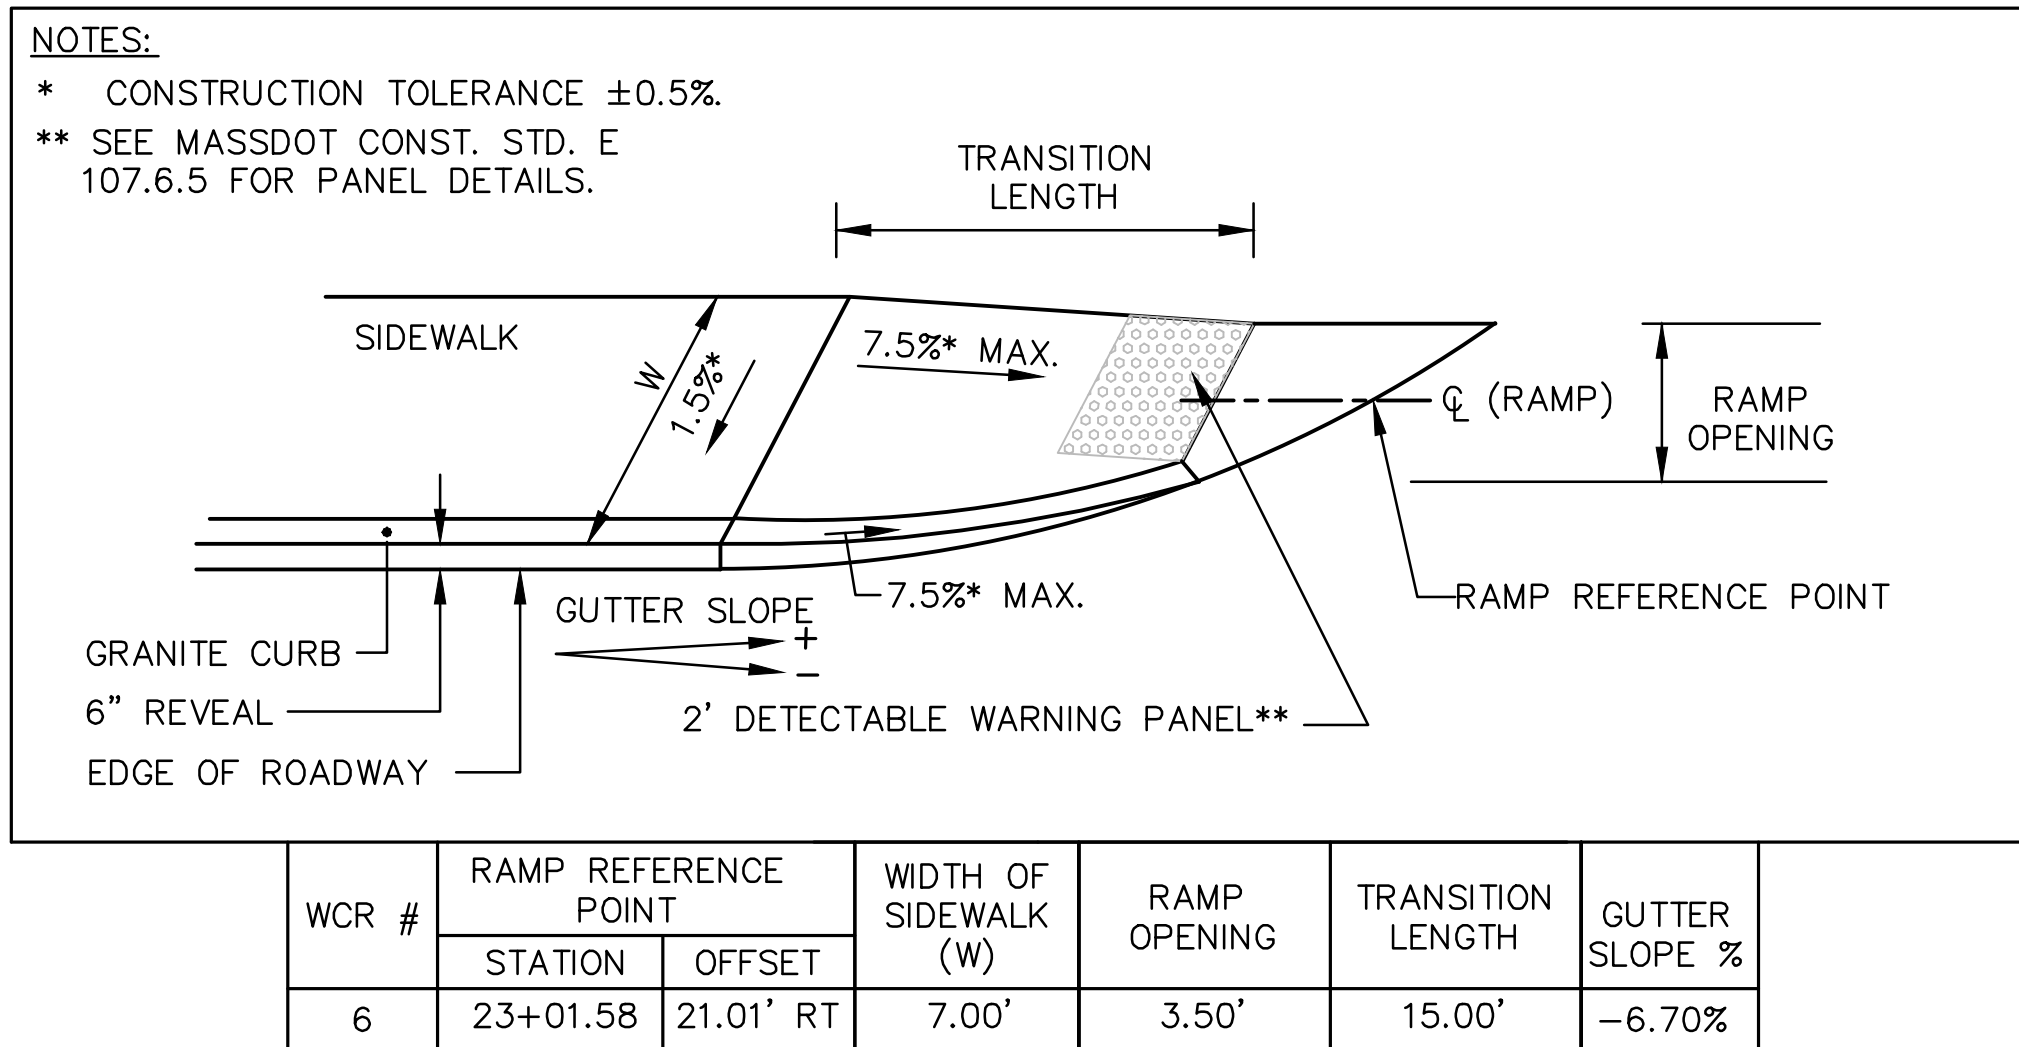 NOTES:
* CONSTRUCTION TOLERANCE ±0.5%.
** SEE MASSDOT CONST. STD. E
107.6.5 FOR PANEL DETAILS.
TRANSITION
LENGTH
SIDEWALK
W
1.5%*
7.5%* MAX.
℄ (RAMP)
RAMP
OPENING
7.5%* MAX.
RAMP REFERENCE POINT
GUTTER SLOPE
+
−
GRANITE CURB
6” REVEAL
2’ DETECTABLE WARNING PANEL**
EDGE OF ROADWAY
WCR #
RAMP REFERENCE
POINT
STATION
OFFSET
WIDTH OF
SIDEWALK
(W)
RAMP
OPENING
TRANSITION
LENGTH
GUTTER
SLOPE %
6
23+01.58
21.01’ RT
7.00’
3.50’
15.00’
−6.70%